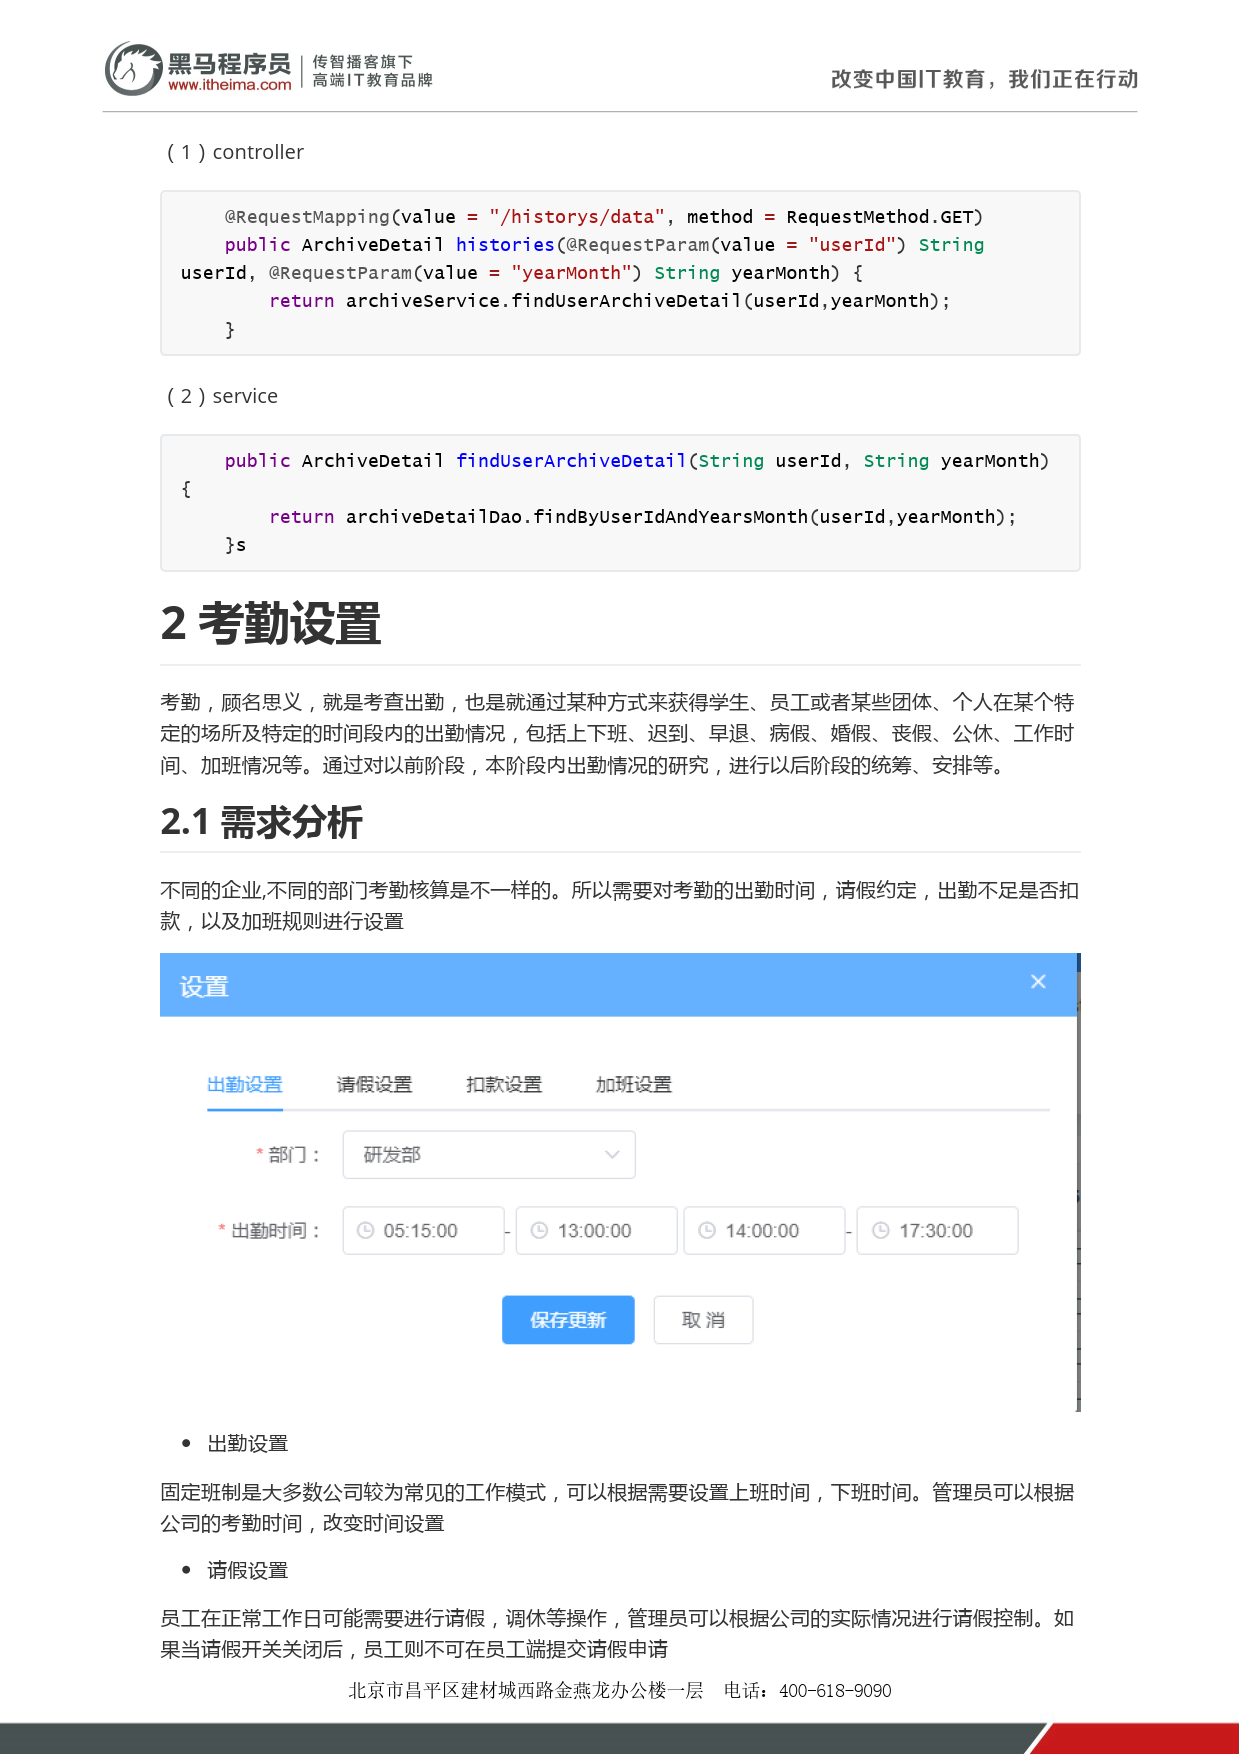 黑马程序员
www.itheima.com
传智播客旗下
高端IT教育品牌
改变中国IT教育，我们正在行动
（1）controller
@RequestMapping(value = "/historys/data", method = RequestMethod.GET)
public ArchiveDetail histories(@RequestParam(value = "userId") String
userId, @RequestParam(value = "yearMonth") String yearMonth) {
return archiveService.findUserArchiveDetail(userId,yearMonth);
}
（2）service
public ArchiveDetail findUserArchiveDetail(String userId, String yearMonth)
{
return archiveDetailDao.findByUserIdAndYearsMonth(userId,yearMonth);
}s
2 考勤设置
考勤，顾名思义，就是考查出勤，也是就通过某种方式来获得学生、员工或者某些团体、个人在某个特
定的场所及特定的时间段内的出勤情况，包括上下班、迟到、早退、病假、婚假、丧假、公休、工作时
间、加班情况等。通过对以前阶段，本阶段内出勤情况的研究，进行以后阶段的统筹、安排等。
2.1 需求分析
不同的企业,不同的部门考勤核算是不一样的。所以需要对考勤的出勤时间，请假约定，出勤不足是否扣
款，以及加班规则进行设置
设置
出勤设置 请假设置 扣款设置 加班设置
* 部门： 研发部
* 出勤时间： 05:15:00 - 13:00:00 14:00:00 - 17:30:00
保存更新 取 消
• 出勤设置
固定班制是大多数公司较为常见的工作模式，可以根据需要设置上班时间，下班时间。管理员可以根据
公司的考勤时间，改变时间设置
• 请假设置
员工在正常工作日可能需要进行请假，调休等操作，管理员可以根据公司的实际情况进行请假控制。如
果当请假开关关闭后，员工则不可在员工端提交请假申请
北京市昌平区建材城西路金燕龙办公楼一层 电话：400-618-9090